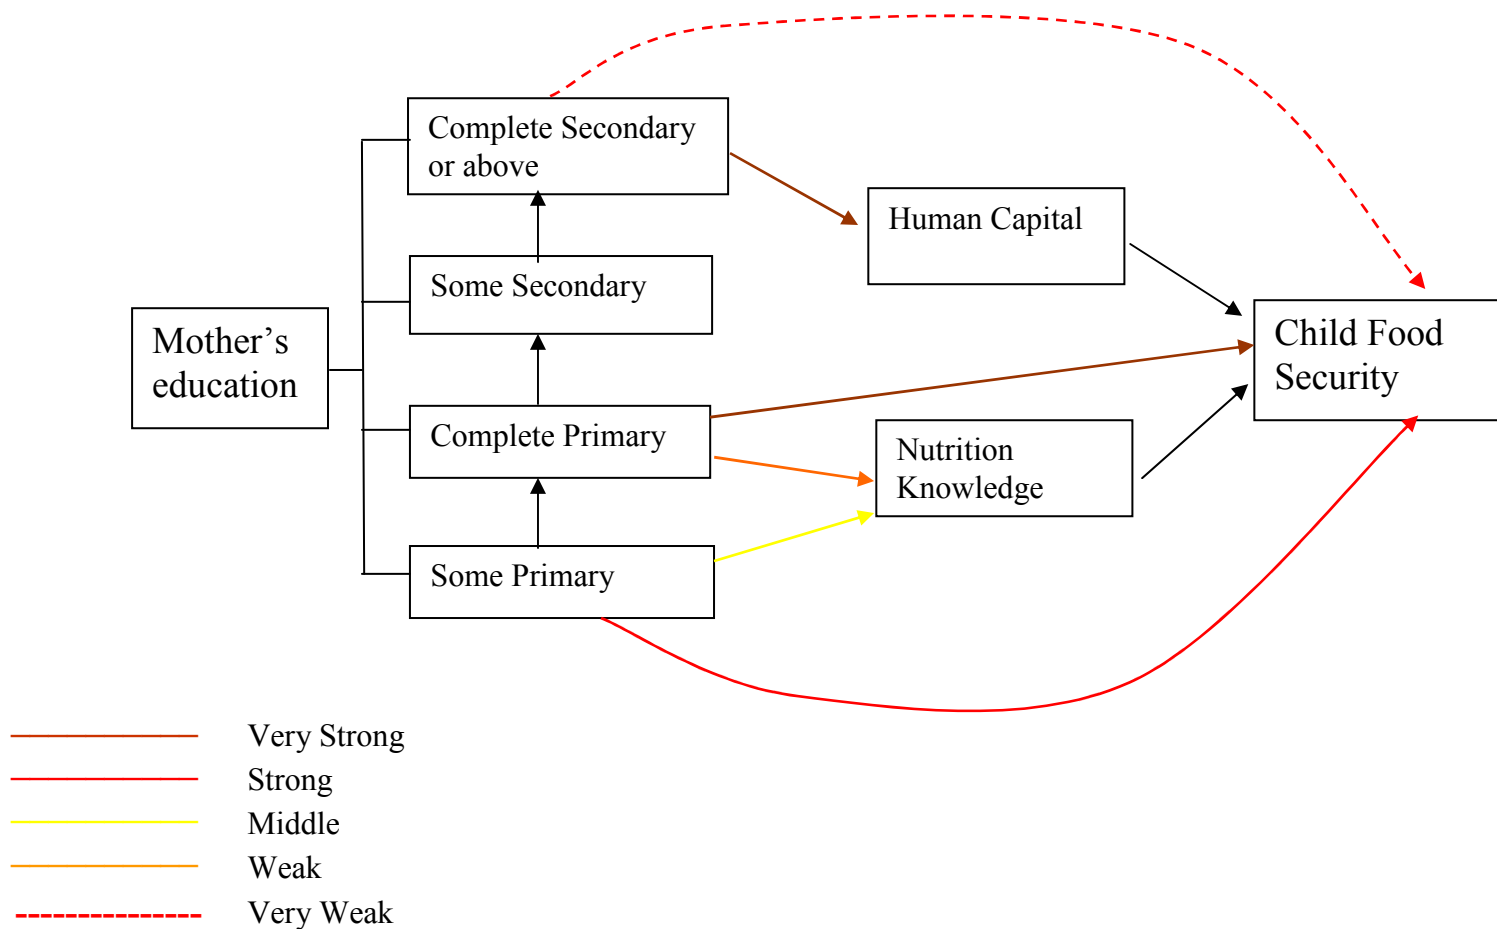 Complete Secondary
or above
Human Capital
Some Secondary
Mother’s
education
Child Food
Security
Complete Primary
Nutrition
Knowledge
Some Primary
Very Strong
Strong
Middle
Weak
Very Weak